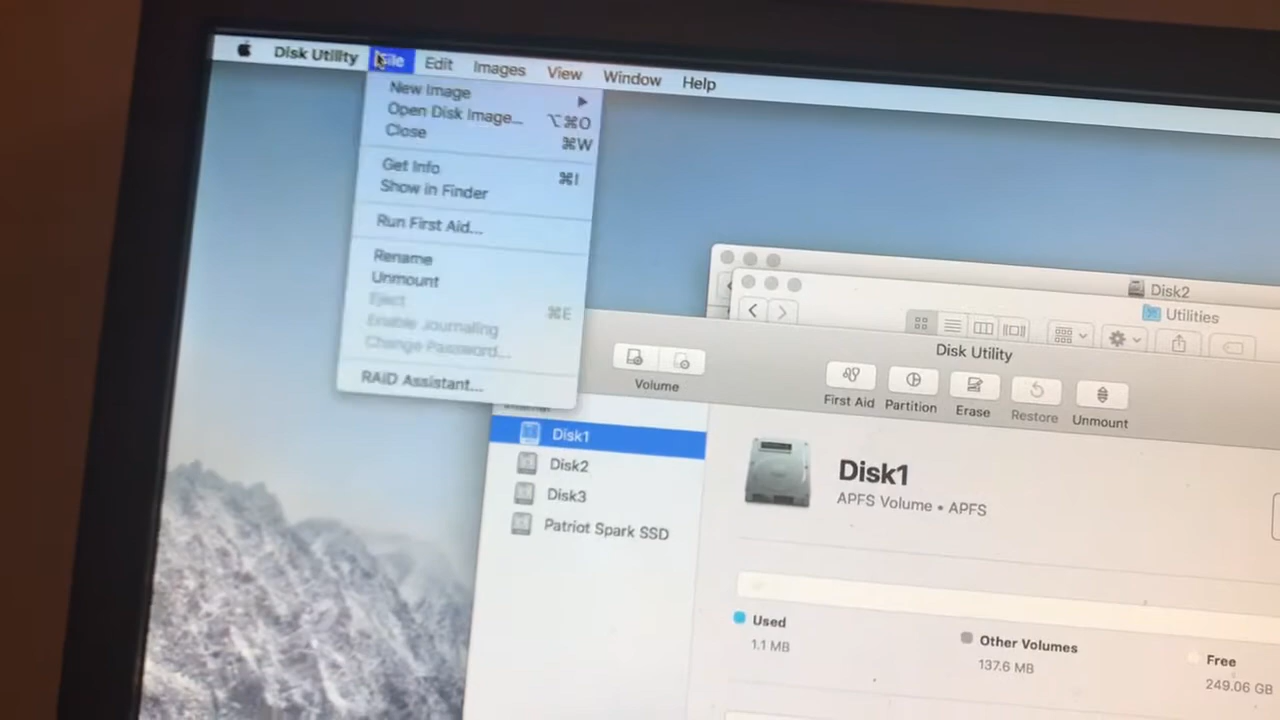 Disk Utility File Edit Images View Window Help
New Image
Open Disk Image... ⌥⌘O
Close ⌘W
Get Info ⌘I
Show in Finder
Run First Aid...
Rename
Unmount
Eject ⌘E
Enable Journaling
Change Password...
RAID Assistant...
Disk2
Utilities
Disk Utility
Volume
First Aid Partition Erase Restore Unmount
Disk1
Disk2
Disk3
Patriot Spark SSD
Disk1
APFS Volume • APFS
Used
1.1 MB
Other Volumes
137.6 MB
Free
249.06 GB